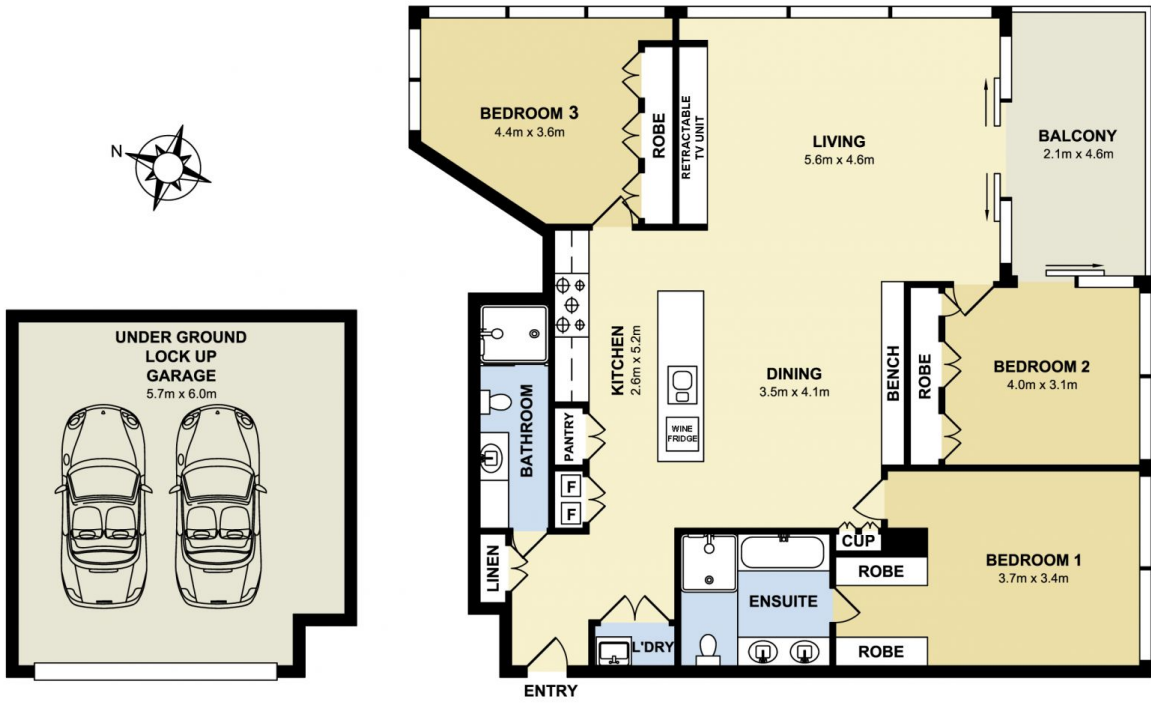 N
UNDER GROUND
LOCK UP
GARAGE
5.7m x 6.0m
BEDROOM 3
4.4m x 3.6m
ROBE
RETRACTABLE
TV UNIT
LIVING
5.6m x 4.6m
BALCONY
2.1m x 4.6m
KITCHEN
2.6m x 5.2m
WINE
FRIDGE
DINING
3.5m x 4.1m
BENCH
ROBE
BEDROOM 2
4.0m x 3.1m
BATHROOM
PANTRY
F
F
LINEN
CUP
BEDROOM 1
3.7m x 3.4m
ROBE
ENSUITE
ROBE
L'DRY
ENTRY